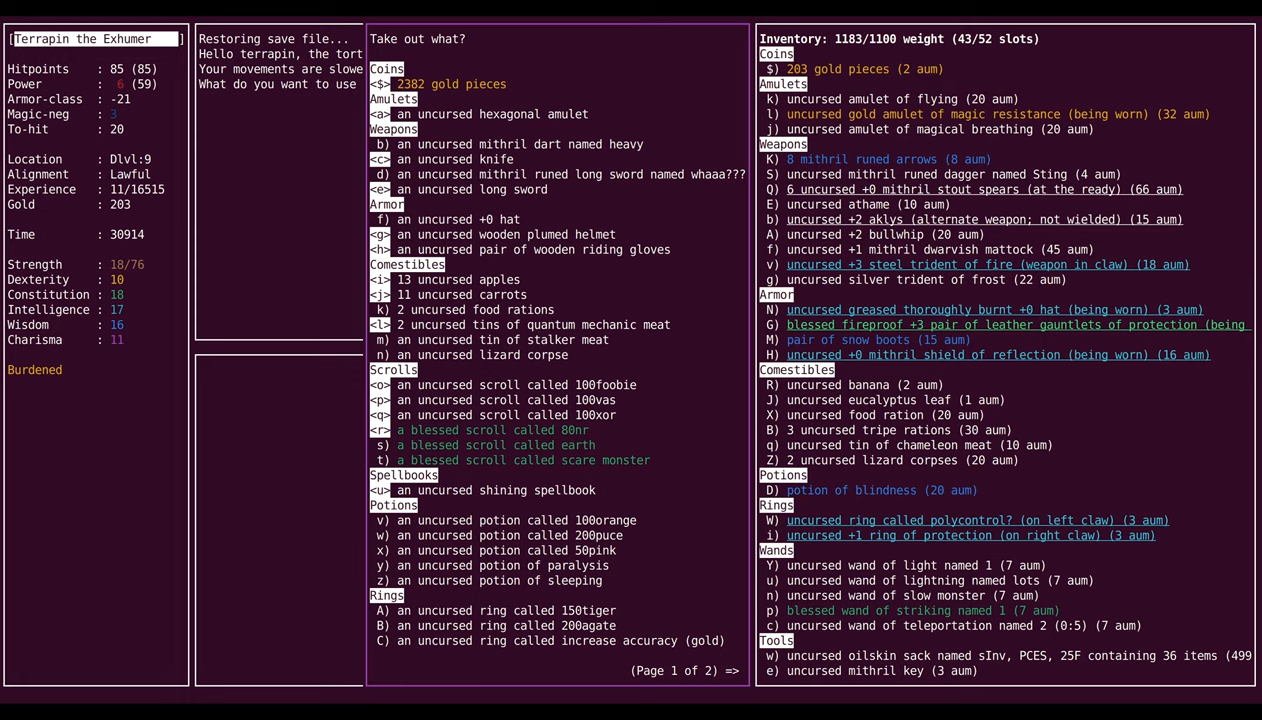 [Terrapin the Exhumer ]
Hitpoints : 85 (85)
Power : 6 (59)
Armor-class : -21
Magic-neg : 3
To-hit : 20
Location : Dlvl:9
Alignment : Lawful
Experience : 11/16515
Gold : 203
Time : 30914
Strength : 18/76
Dexterity : 10
Constitution : 18
Intelligence : 17
Wisdom : 16
Charisma : 11
Burdened
Restoring save file...
Hello terrapin, the tort
Your movements are slowe
What do you want to use
Take out what?
Coins
<$> 2382 gold pieces
Amulets
<a> an uncursed hexagonal amulet
Weapons
b) an uncursed mithril dart named heavy
<c> an uncursed knife
d) an uncursed mithril runed long sword named whaaa???
<e> an uncursed long sword
Armor
f) an uncursed +0 hat
<g> an uncursed wooden plumed helmet
<h> an uncursed pair of wooden riding gloves
Comestibles
<i> 13 uncursed apples
<j> 11 uncursed carrots
k) 2 uncursed food rations
<l> 2 uncursed tins of quantum mechanic meat
m) an uncursed tin of stalker meat
n) an uncursed lizard corpse
Scrolls
<o> an uncursed scroll called 100foobie
<p> an uncursed scroll called 100vas
<q> an uncursed scroll called 100xor
<r> a blessed scroll called 80nr
s) a blessed scroll called earth
t) a blessed scroll called scare monster
Spellbooks
<u> an uncursed shining spellbook
Potions
v) an uncursed potion called 100orange
w) an uncursed potion called 200puce
x) an uncursed potion called 50pink
y) an uncursed potion of paralysis
z) an uncursed potion of sleeping
Rings
A) an uncursed ring called 150tiger
B) an uncursed ring called 200agate
C) an uncursed ring called increase accuracy (gold)
(Page 1 of 2) =>
Inventory: 1183/1100 weight (43/52 slots)
Coins
$) 203 gold pieces (2 aum)
Amulets
k) uncursed amulet of flying (20 aum)
l) uncursed gold amulet of magic resistance (being worn) (32 aum)
j) uncursed amulet of magical breathing (20 aum)
Weapons
K) 8 mithril runed arrows (8 aum)
S) uncursed mithril runed dagger named Sting (4 aum)
Q) 6 uncursed +0 mithril stout spears (at the ready) (66 aum)
E) uncursed athame (10 aum)
b) uncursed +2 aklys (alternate weapon; not wielded) (15 aum)
A) uncursed +2 bullwhip (20 aum)
f) uncursed +1 mithril dwarvish mattock (45 aum)
v) uncursed +3 steel trident of fire (weapon in claw) (18 aum)
g) uncursed silver trident of frost (22 aum)
Armor
N) uncursed greased thoroughly burnt +0 hat (being worn) (3 aum)
G) blessed fireproof +3 pair of leather gauntlets of protection (being
M) pair of snow boots (15 aum)
H) uncursed +0 mithril shield of reflection (being worn) (16 aum)
Comestibles
R) uncursed banana (2 aum)
J) uncursed eucalyptus leaf (1 aum)
X) uncursed food ration (20 aum)
B) 3 uncursed tripe rations (30 aum)
q) uncursed tin of chameleon meat (10 aum)
Z) 2 uncursed lizard corpses (20 aum)
Potions
D) potion of blindness (20 aum)
Rings
W) uncursed ring called polycontrol? (on left claw) (3 aum)
i) uncursed +1 ring of protection (on right claw) (3 aum)
Wands
Y) uncursed wand of light named 1 (7 aum)
u) uncursed wand of lightning named lots (7 aum)
n) uncursed wand of slow monster (7 aum)
p) blessed wand of striking named 1 (7 aum)
c) uncursed wand of teleportation named 2 (0:5) (7 aum)
Tools
w) uncursed oilskin sack named sInv, PCES, 25F containing 36 items (499
e) uncursed mithril key (3 aum)